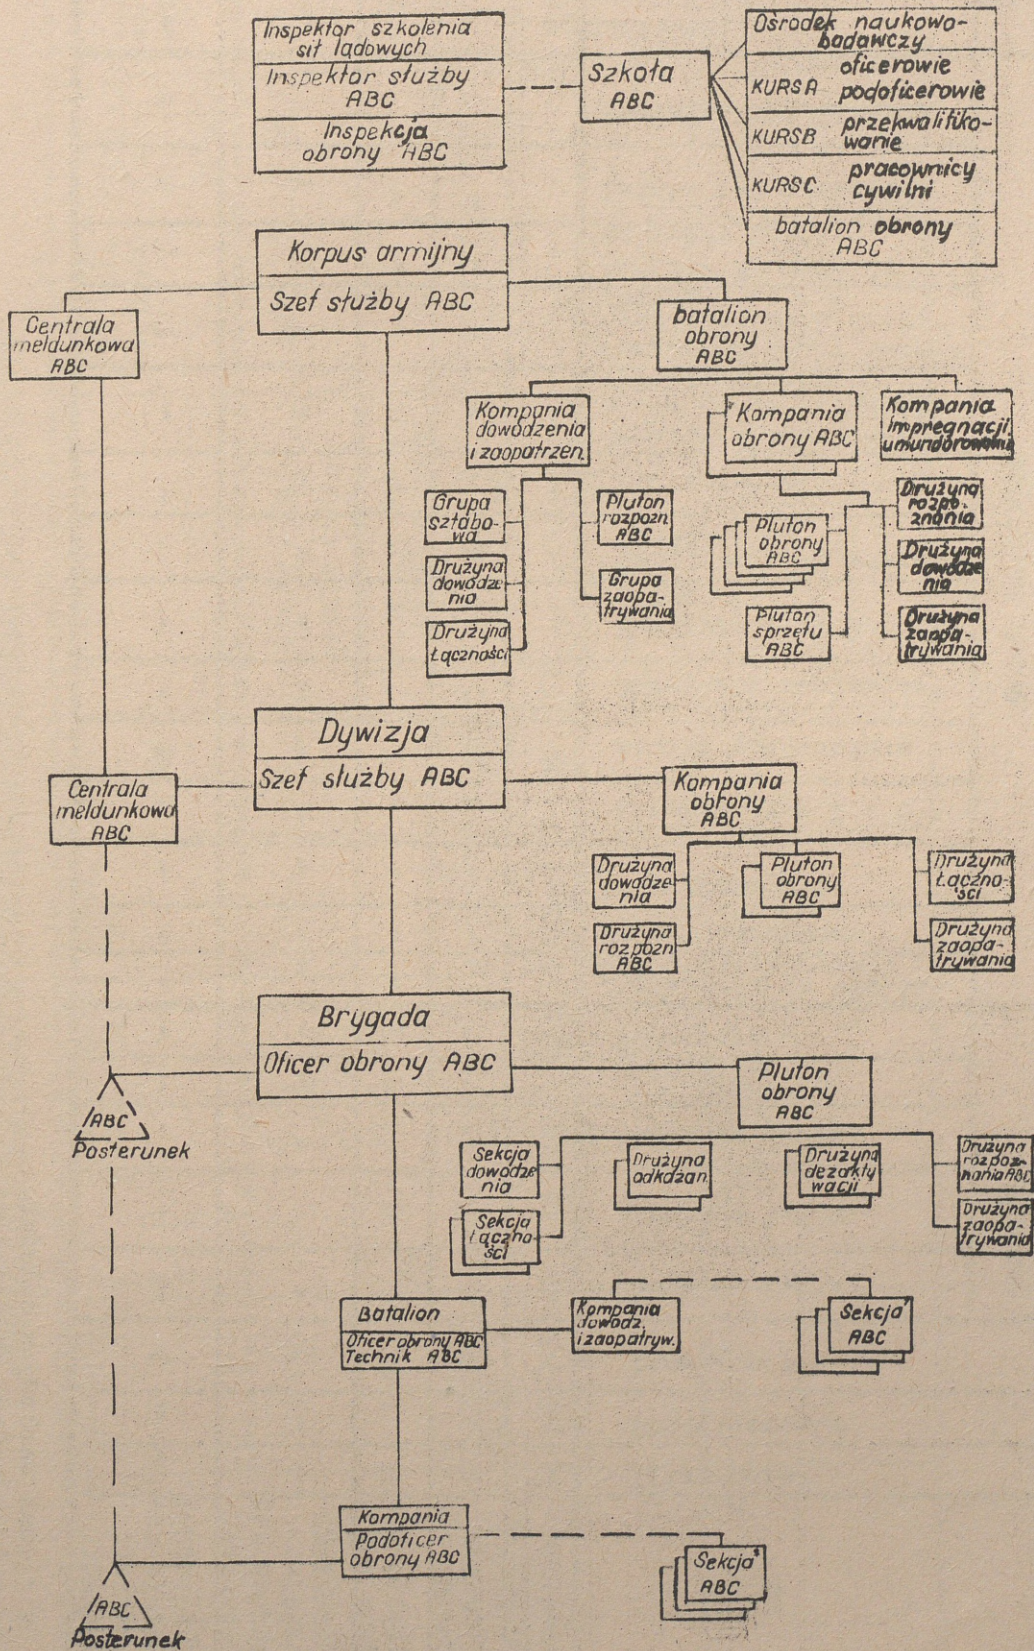 Inspektor szkolenia
sił lądowych
Inspektor służby
ABC
Inspekcja
obrony ABC
Szkoła
ABC
Ośrodek naukowo-
badawczy
KURS A oficerowie
podoficerowie
KURS B przekwalifiko-
wanie
KURS C pracownicy
cywilni
batalion obrony
ABC
Korpus armijny
Szef służby ABC
Centrala
meldunkowa
ABC
batalion
obrony
ABC
Kompania
dowodzenia
i zaopatrzen.
Kompania
obrony ABC
Kompania
impregnacji
umundurowania
Grupa
sztabo-
wa
Drużyna
dowodze
nia
Drużyna
Łączności
Pluton
rozpozn
ABC
Grupa
zaopa-
trywania
Pluton
obrony
ABC
Pluton
sprzętu
ABC
Drużyna
rozpo-
znania
Drużyna
dowodze
nia
Drużyna
zaopa-
trywania
Dywizja
Szef służby ABC
Centrala
meldunkowa
ABC
Kompania
obrony
ABC
Drużyna
dowodze
nia
Drużyna
rozpozn
ABC
Pluton
obrony
ABC
Drużyna
Łączno-
ści
Drużyna
zaopa-
trywania
Brygada
Oficer obrony ABC
ABC
Posterunek
Pluton
obrony
ABC
Sekcja
dowodze
nia
Sekcja
Łączno-
ści
Drużyna
odkażan.
Drużyna
dezakty
wacji
Drużyna
rozpoz-
nania ABC
Drużyna
zaopa-
trywania
Batalion
Oficer obrony ABC
Technik ABC
Kompania
dowodz.
i zaopatryw.
Sekcja*
ABC
Kompania
Podoficer
obrony ABC
Sekcja*
ABC
ABC
Posterunek